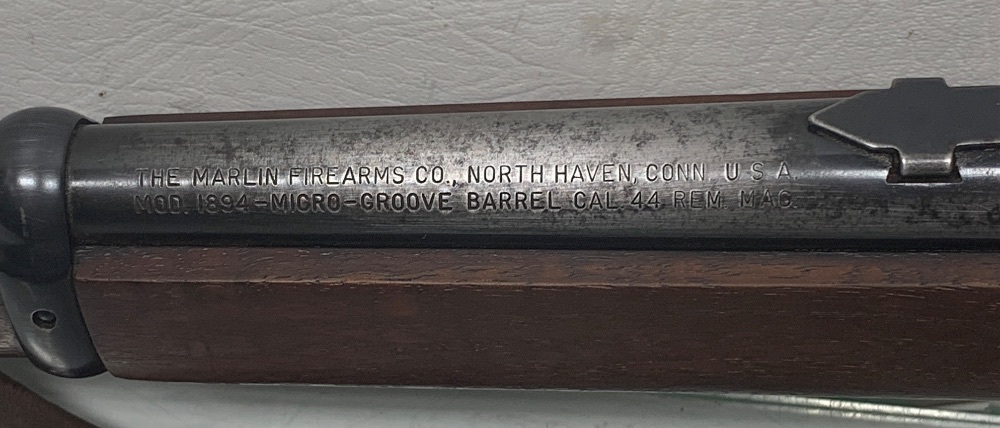 THE MARLIN FIREARMS CO., NORTH HAVEN, CONN. U S A.
MOD. 1894-MICRO-GROOVE BARREL CAL. 44 REM. MAG.